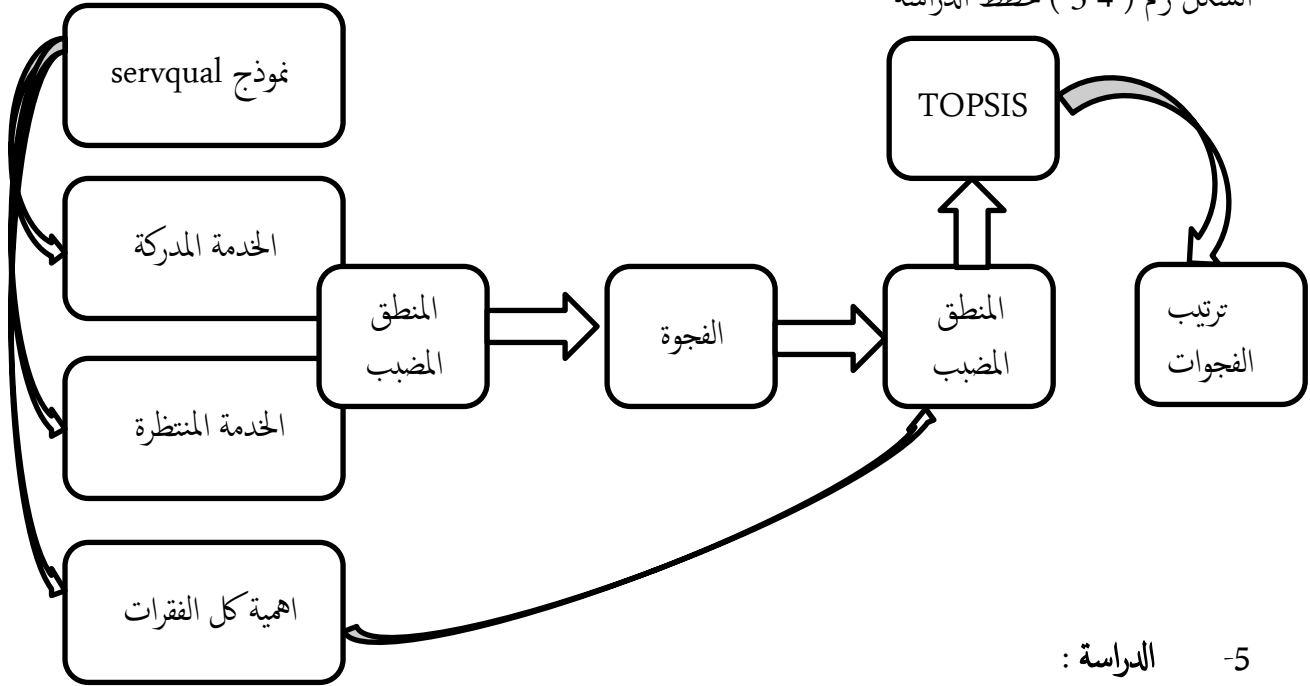 الشكل رقم ( 4-3 ) مخطط الدراسة
نموذج servqual
TOPSIS
الخدمة المدركة
المنطق
المضبب
الفجوة
المنطق
المضبب
ترتيب
الفجوات
الخدمة المنتظرة
اهمية كل الفقرات
5- الدراسة :